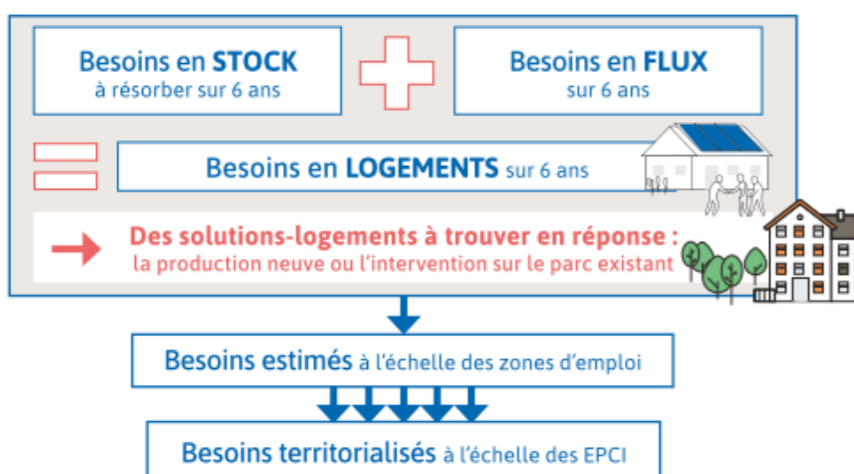 Besoins en STOCK
à résorber sur 6 ans
Besoins en FLUX
sur 6 ans
Besoins en LOGEMENTS sur 6 ans
Des solutions-logements à trouver en réponse :
la production neuve ou l'intervention sur le parc existant
Besoins estimés à l'échelle des zones d'emploi
Besoins territorialisés à l'échelle des EPCI